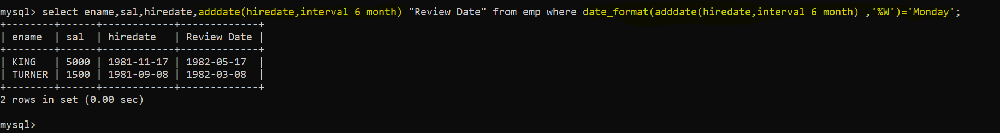 mysql> select ename,sal,hiredate,adddate(hiredate,interval 6 month) "Review Date" from emp where date_format(adddate(hiredate,interval 6 month) ,'%W')='Monday';
+--------+------+------------+-------------+
| ename  | sal  | hiredate   | Review Date |
+--------+------+------------+-------------+
| KING   | 5000 | 1981-11-17 | 1982-05-17  |
| TURNER | 1500 | 1981-09-08 | 1982-03-08  |
+--------+------+------------+-------------+
2 rows in set (0.00 sec)
mysql>